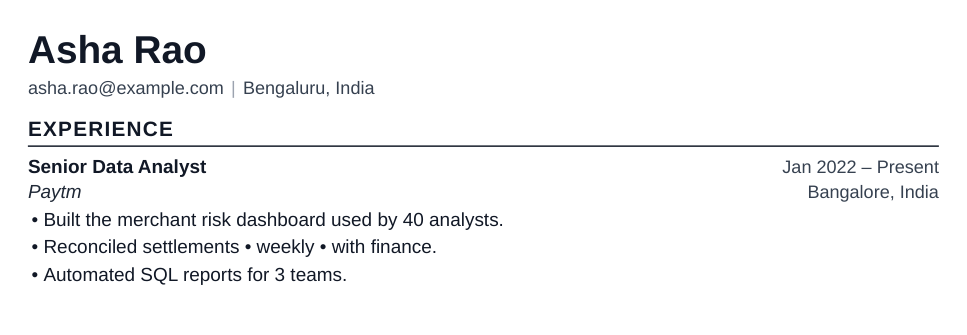 Asha Rao
asha.rao@example.com | Bengaluru, India
EXPERIENCE
Senior Data Analyst Jan 2022 – Present
Paytm Bangalore, India
• Built the merchant risk dashboard used by 40 analysts.
• Reconciled settlements • weekly • with finance.
• Automated SQL reports for 3 teams.